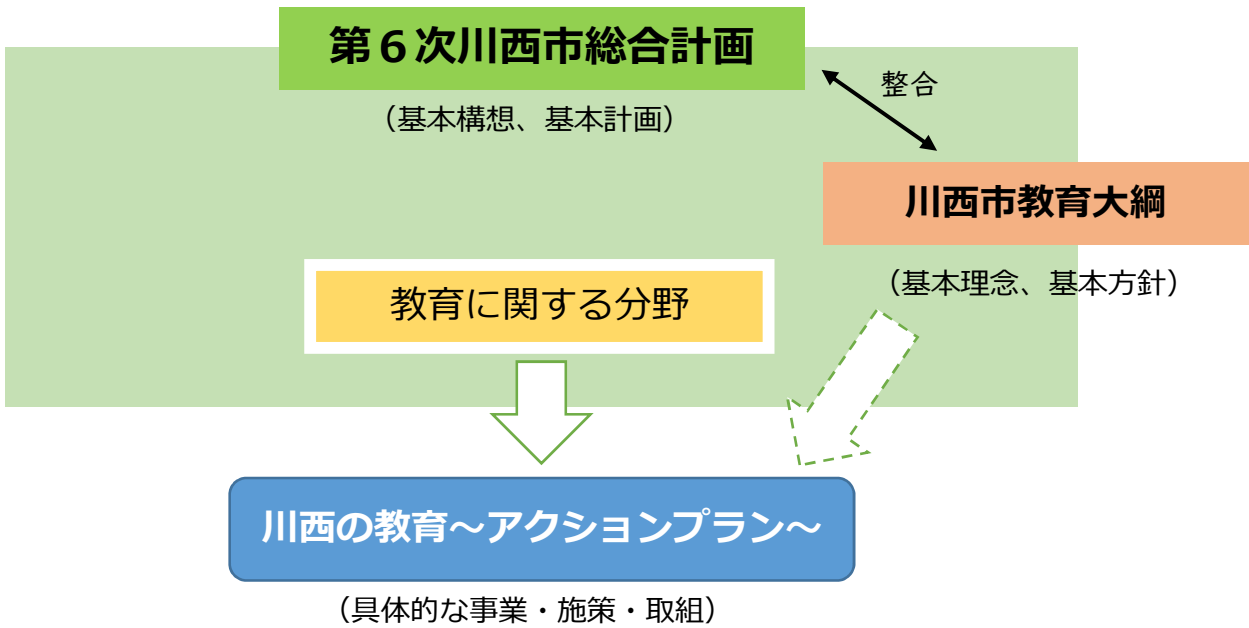 第６次川西市総合計画
（基本構想、基本計画）
整合
川西市教育大綱
（基本理念、基本方針）
教育に関する分野
川西の教育～アクションプラン～
（具体的な事業・施策・取組）